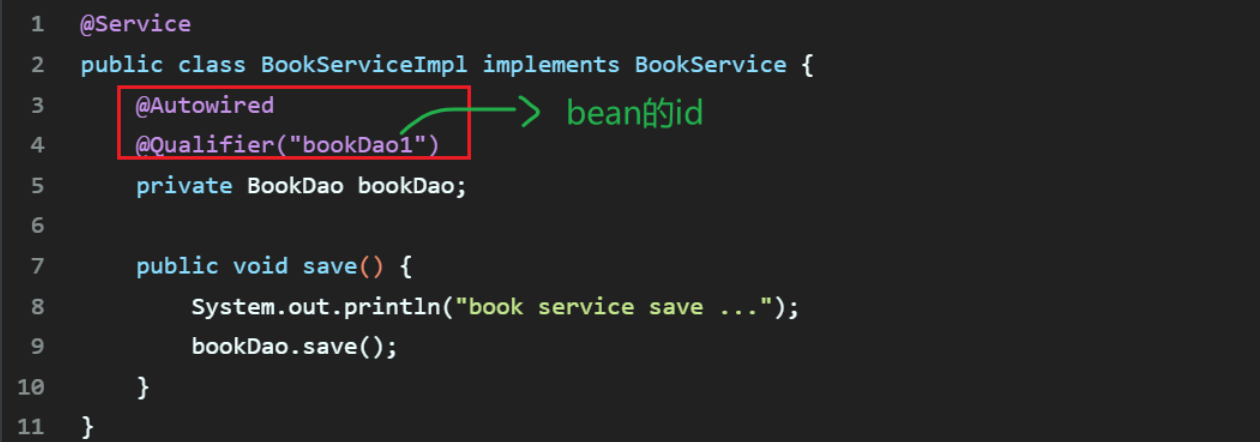 1 @Service
2 public class BookServiceImpl implements BookService {
3 @Autowired
4 @Qualifier("bookDao1")
bean的id
5 private BookDao bookDao;
6
7 public void save() {
8 System.out.println("book service save ...");
9 bookDao.save();
10 }
11 }